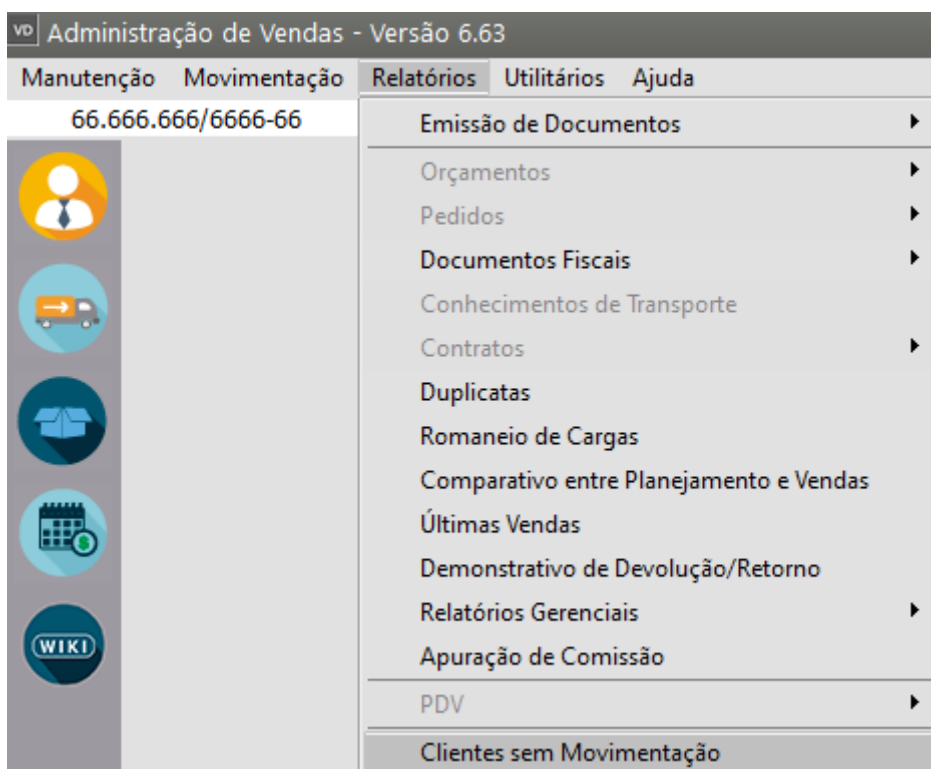 VD Administração de Vendas - Versão 6.63
Manutenção Movimentação Relatórios Utilitários Ajuda
66.666.666/6666-66
Emissão de Documentos
Orçamentos
Pedidos
Documentos Fiscais
Conhecimentos de Transporte
Contratos
Duplicatas
Romaneio de Cargas
Comparativo entre Planejamento e Vendas
Últimas Vendas
Demonstrativo de Devolução/Retorno
Relatórios Gerenciais
Apuração de Comissão
PDV
Clientes sem Movimentação
$
WIKI